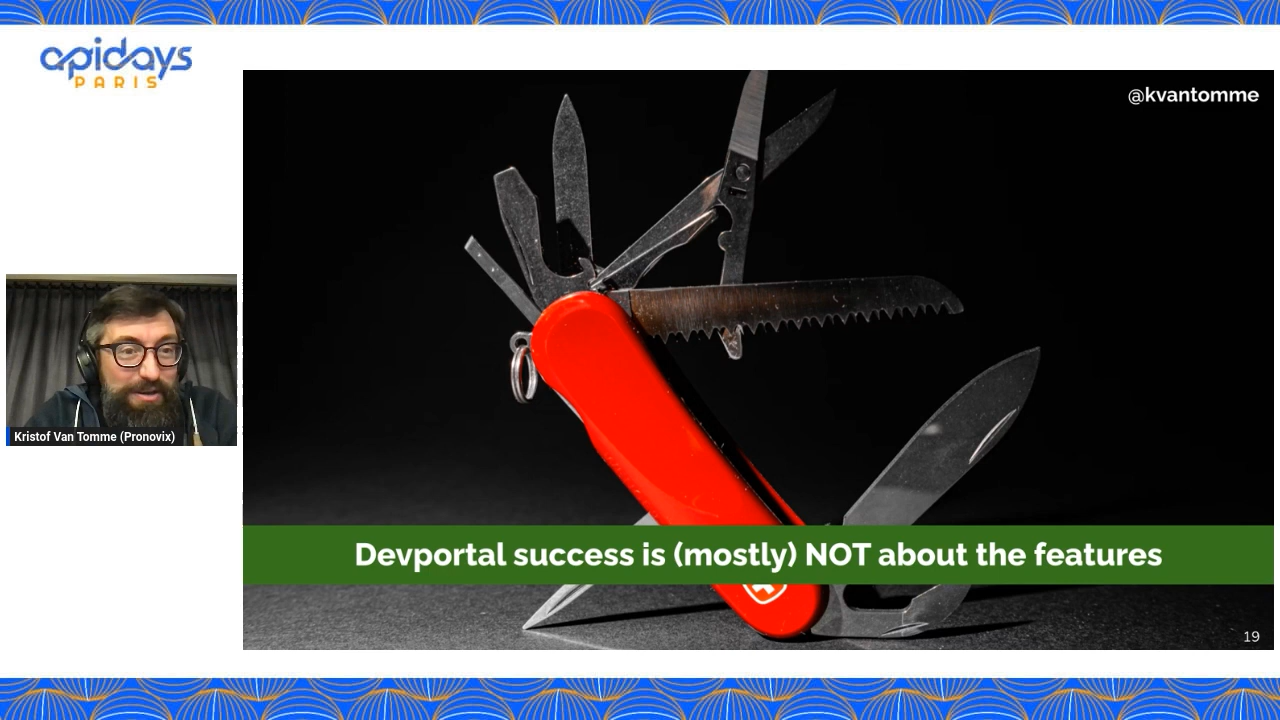 apidays
PARIS
@kvantomme
Kristof Van Tomme (Pronovix)
Devportal success is (mostly) NOT about the features
19